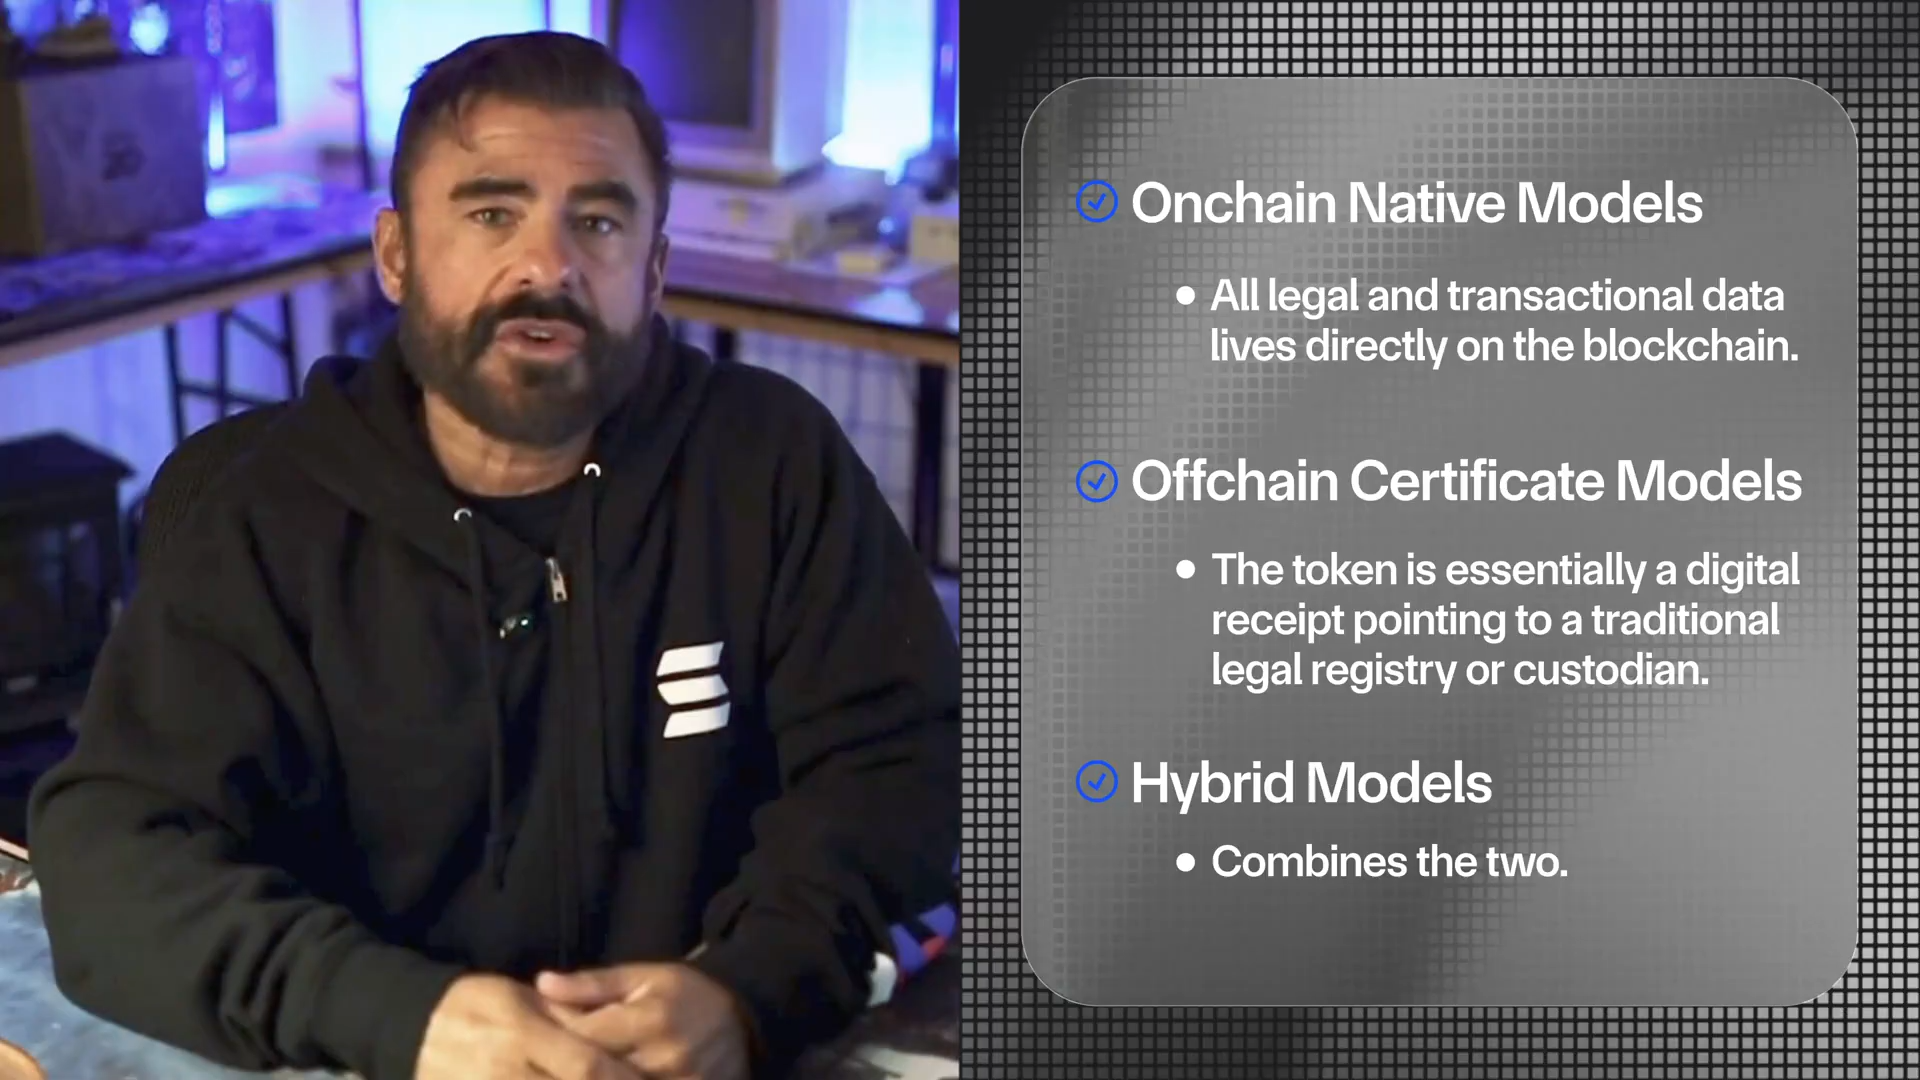 Onchain Native Models
All legal and transactional data
lives directly on the blockchain.
Offchain Certificate Models
The token is essentially a digital
receipt pointing to a traditional
legal registry or custodian.
Hybrid Models
Combines the two.